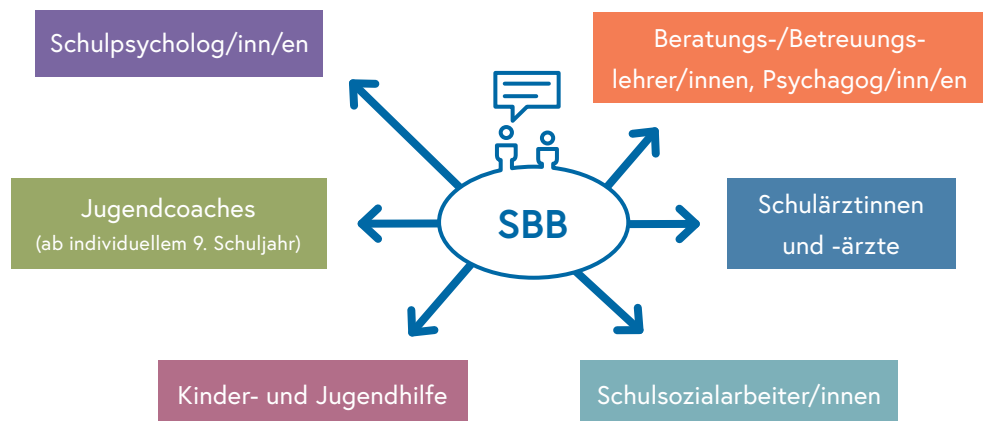 Schulpsycholog/inn/en
Beratungs-/Betreuungs-
lehrer/innen, Psychagog/inn/en
Jugendcoaches
(ab individuellem 9. Schuljahr)
SBB
Schulärztinnen
und -ärzte
Kinder- und Jugendhilfe
Schulsozialarbeiter/innen